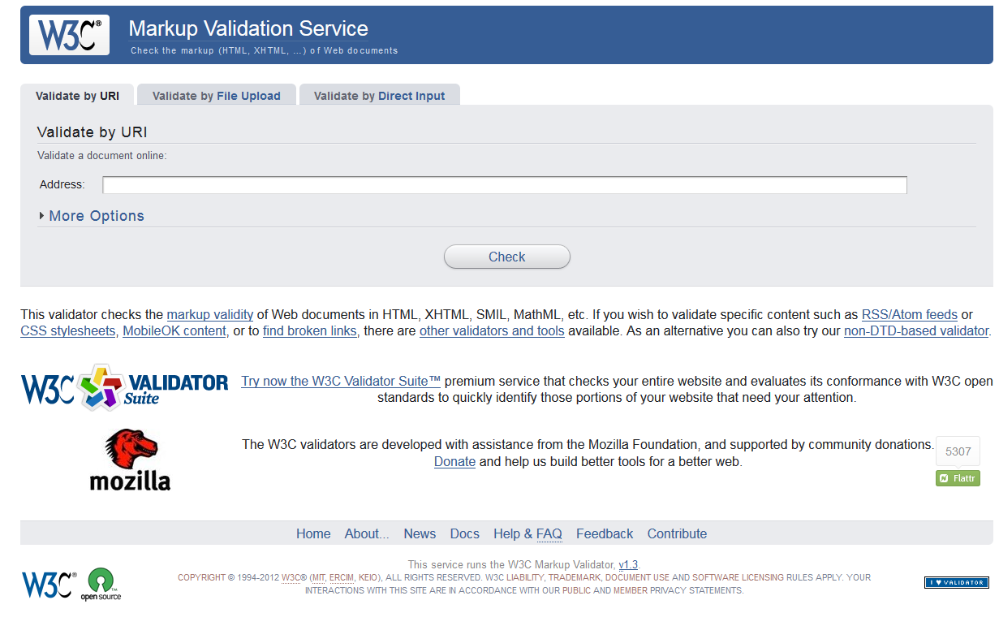 W3C® Markup Validation Service
Check the markup (HTML, XHTML, ...) of Web documents
Validate by URI Validate by File Upload Validate by Direct Input
Validate by URI
Validate a document online:
Address:
More Options
Check
This validator checks the markup validity of Web documents in HTML, XHTML, SMIL, MathML, etc. If you wish to validate specific content such as RSS/Atom feeds or
CSS stylesheets, MobileOK content, or to find broken links, there are other validators and tools available. As an alternative you can also try our non-DTD-based validator.
W3C VALIDATOR
Suite
Try now the W3C Validator Suite™ premium service that checks your entire website and evaluates its conformance with W3C open
standards to quickly identify those portions of your website that need your attention.
mozilla
The W3C validators are developed with assistance from the Mozilla Foundation, and supported by community donations.
Donate and help us build better tools for a better web.
5307
Flattr
Home About... News Docs Help & FAQ Feedback Contribute
W3C® open source™
This service runs the W3C Markup Validator, v1.3.
COPYRIGHT © 1994-2012 W3C® (MIT, ERCIM, KEIO), ALL RIGHTS RESERVED. W3C LIABILITY, TRADEMARK, DOCUMENT USE AND SOFTWARE LICENSING RULES APPLY. YOUR
INTERACTIONS WITH THIS SITE ARE IN ACCORDANCE WITH OUR PUBLIC AND MEMBER PRIVACY STATEMENTS.
I ♥ VALIDATOR